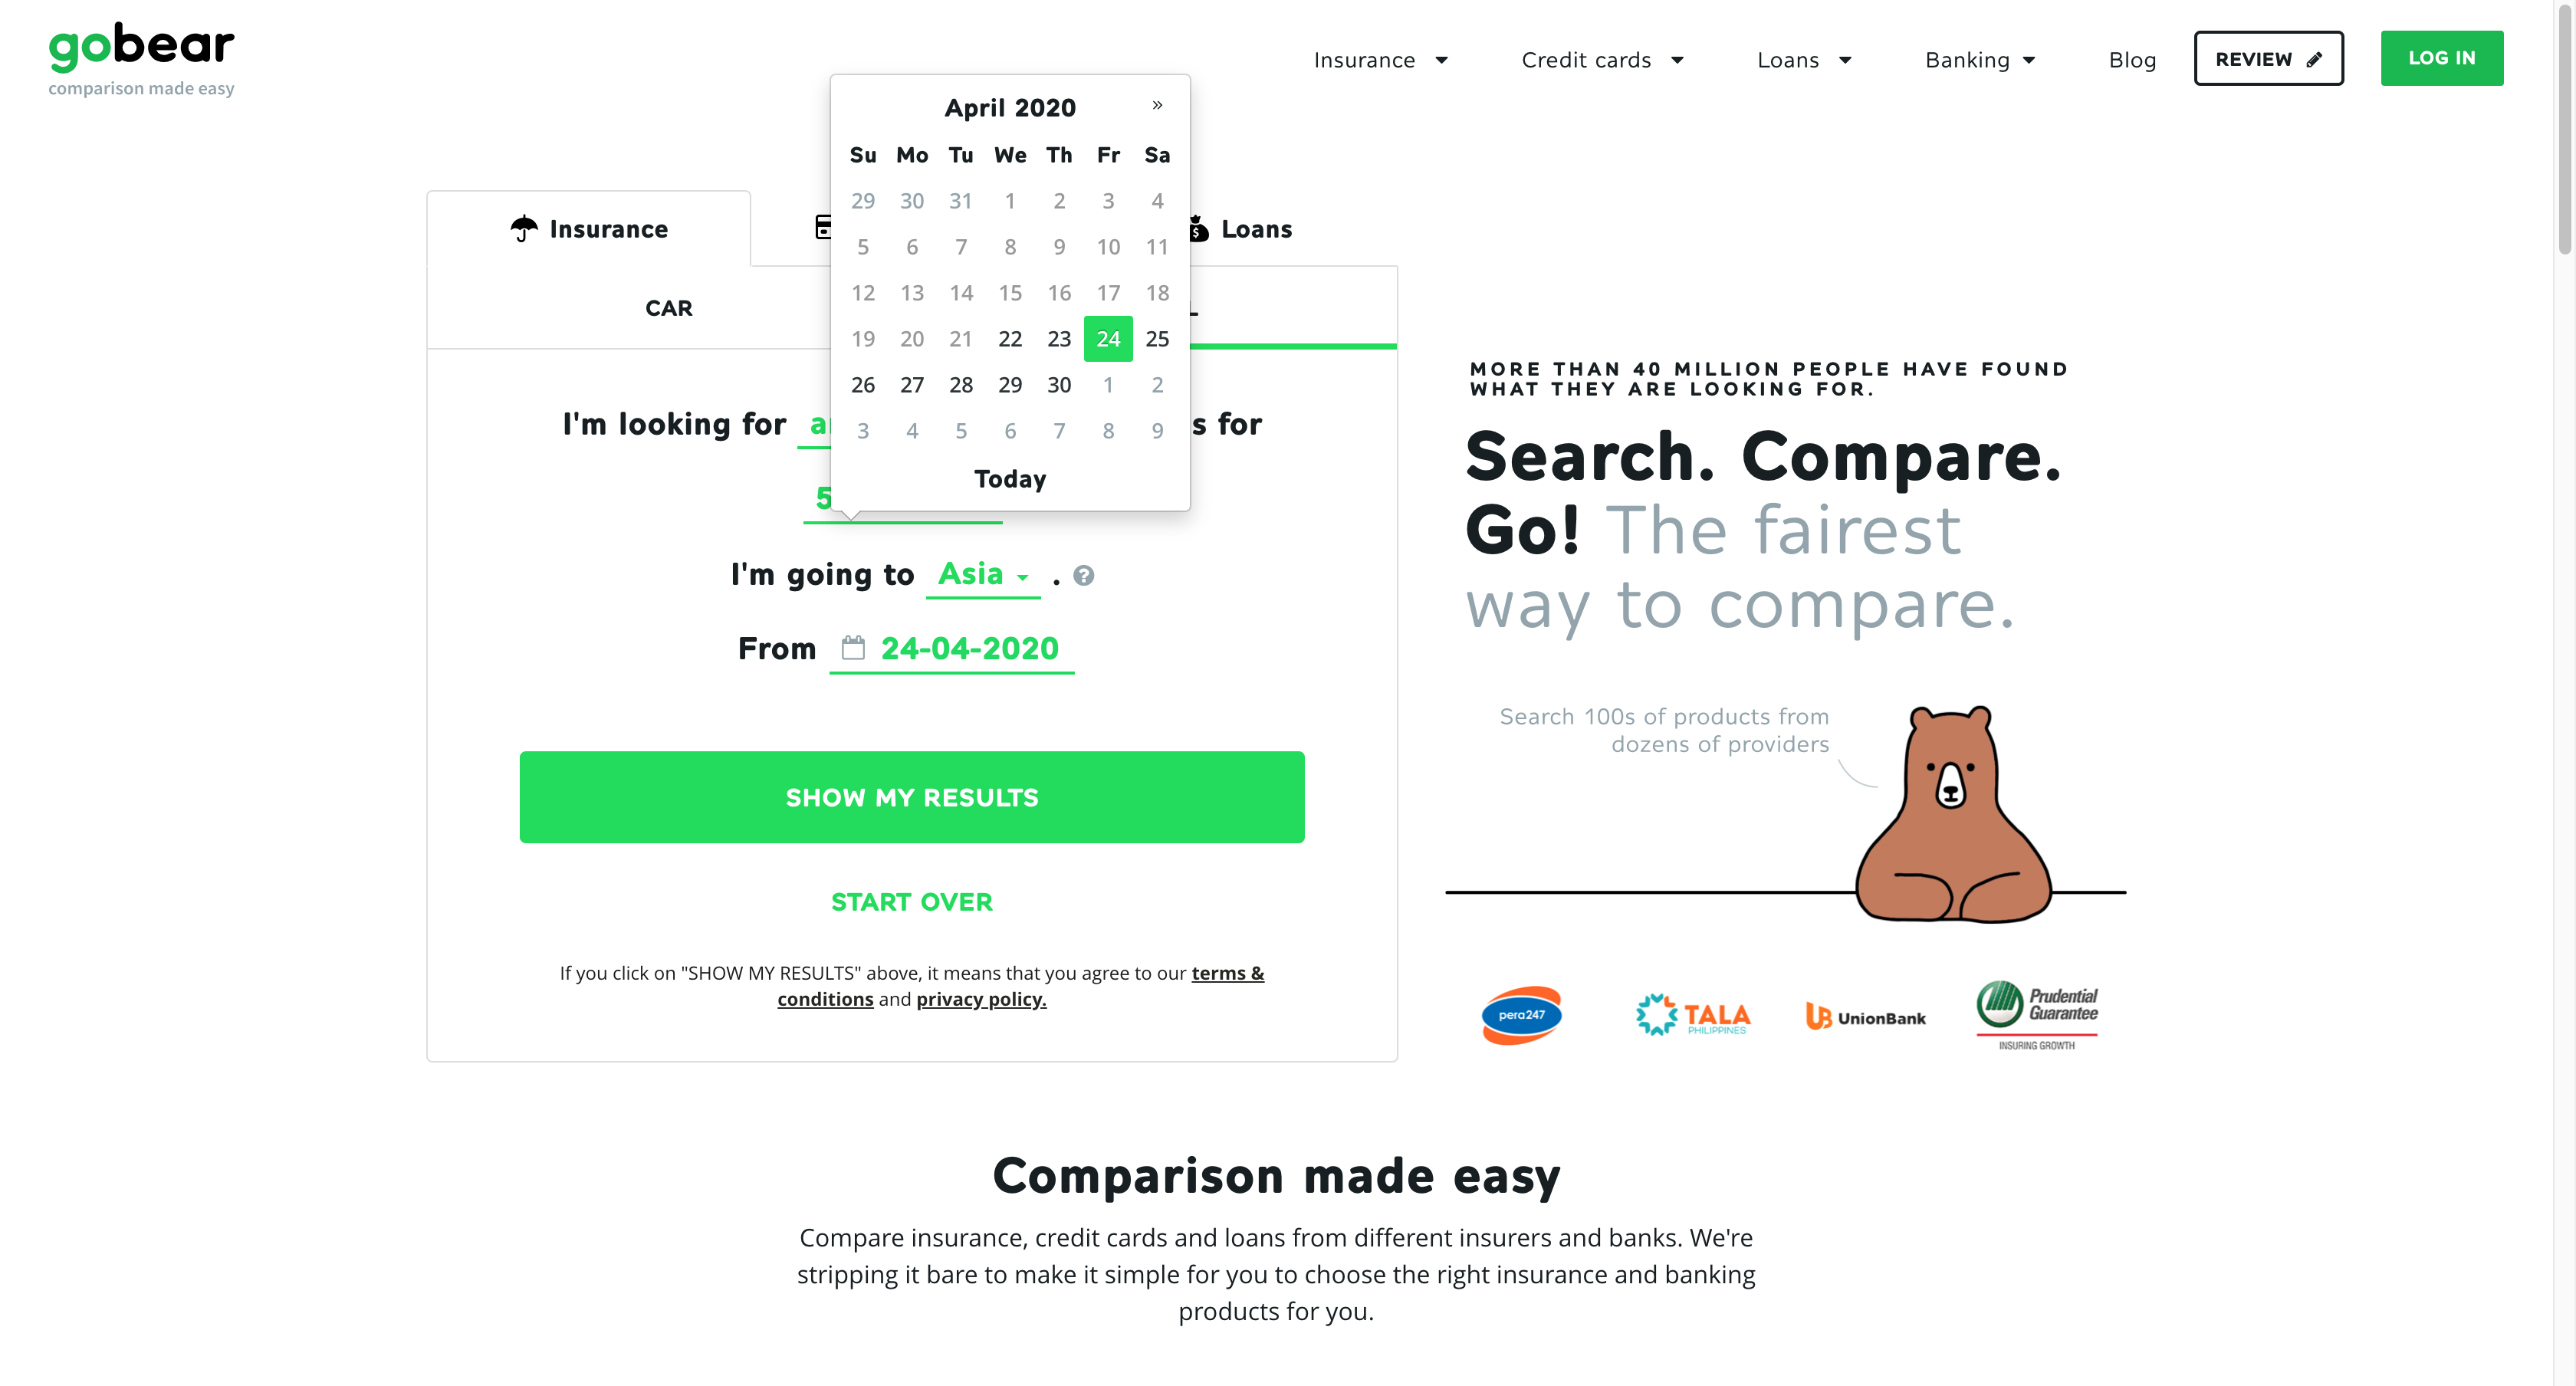 gobear
comparison made easy
Insurance
Credit cards
Loans
Banking
Blog
REVIEW
LOG IN
April 2020 »
Su Mo Tu We Th Fr Sa
29 30 31 1 2 3 4
5 6 7 8 9 10 11
12 13 14 15 16 17 18
19 20 21 22 23 24 25
26 27 28 29 30 1 2
3 4 5 6 7 8 9
Today
Insurance
Loans
CAR
I'm looking for
s for
5
I'm going to Asia . ?
From 24-04-2020
SHOW MY RESULTS
START OVER
If you click on "SHOW MY RESULTS" above, it means that you agree to our terms &
conditions and privacy policy.
MORE THAN 40 MILLION PEOPLE HAVE FOUND
WHAT THEY ARE LOOKING FOR.
Search. Compare.
Go! The fairest
way to compare.
Search 100s of products from
dozens of providers
pera247
TALA
PHILIPPINES
UB UnionBank
Prudential
Guarantee
INSURING GROWTH
Comparison made easy
Compare insurance, credit cards and loans from different insurers and banks. We're
stripping it bare to make it simple for you to choose the right insurance and banking
products for you.